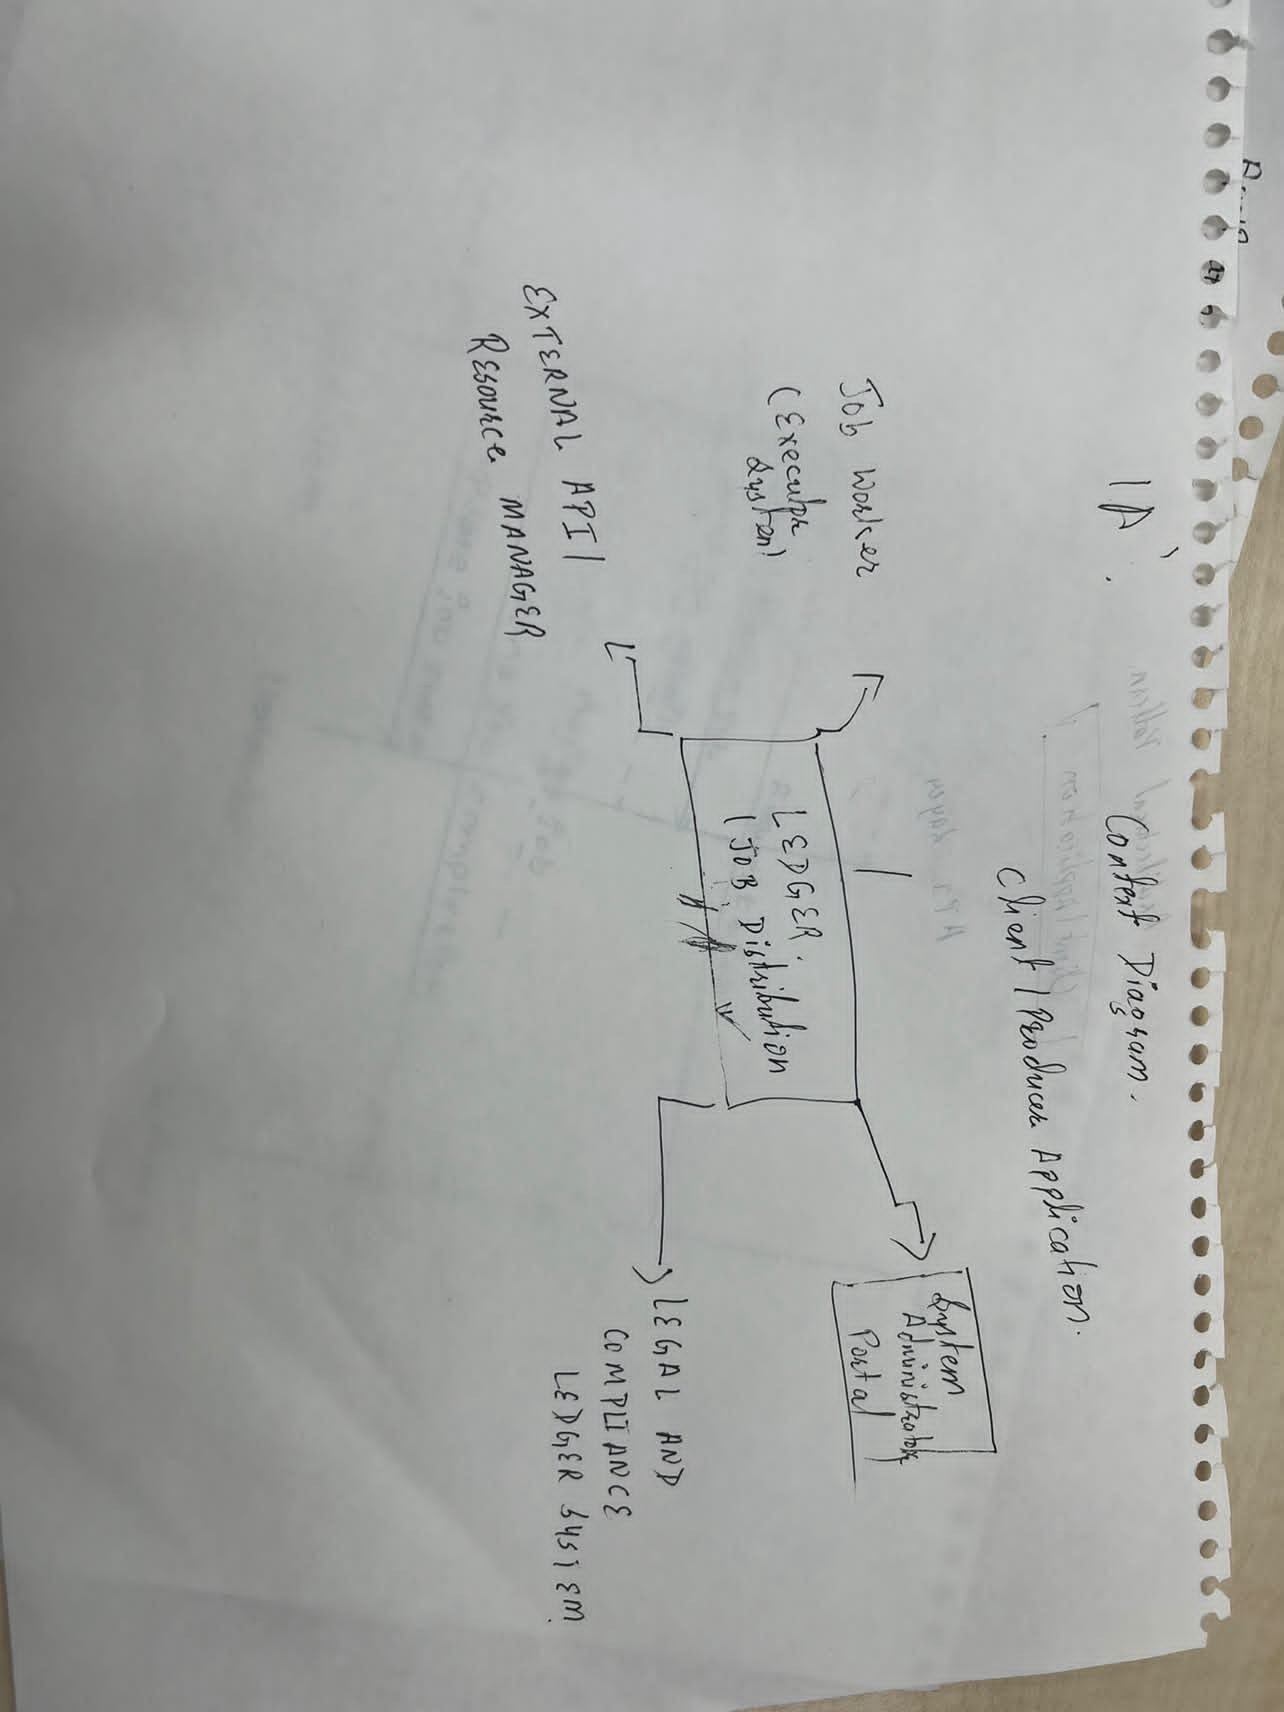 1A.
Context Diagram.
Client / Producer Application.
Job Worker
(Executor
System)
System
Administrator
Portal
LEDGER
(JOB Distribution
EXTERNAL API /
Resource MANAGER
LEGAL AND
COMPLIANCE
LEDGER SYSTEM